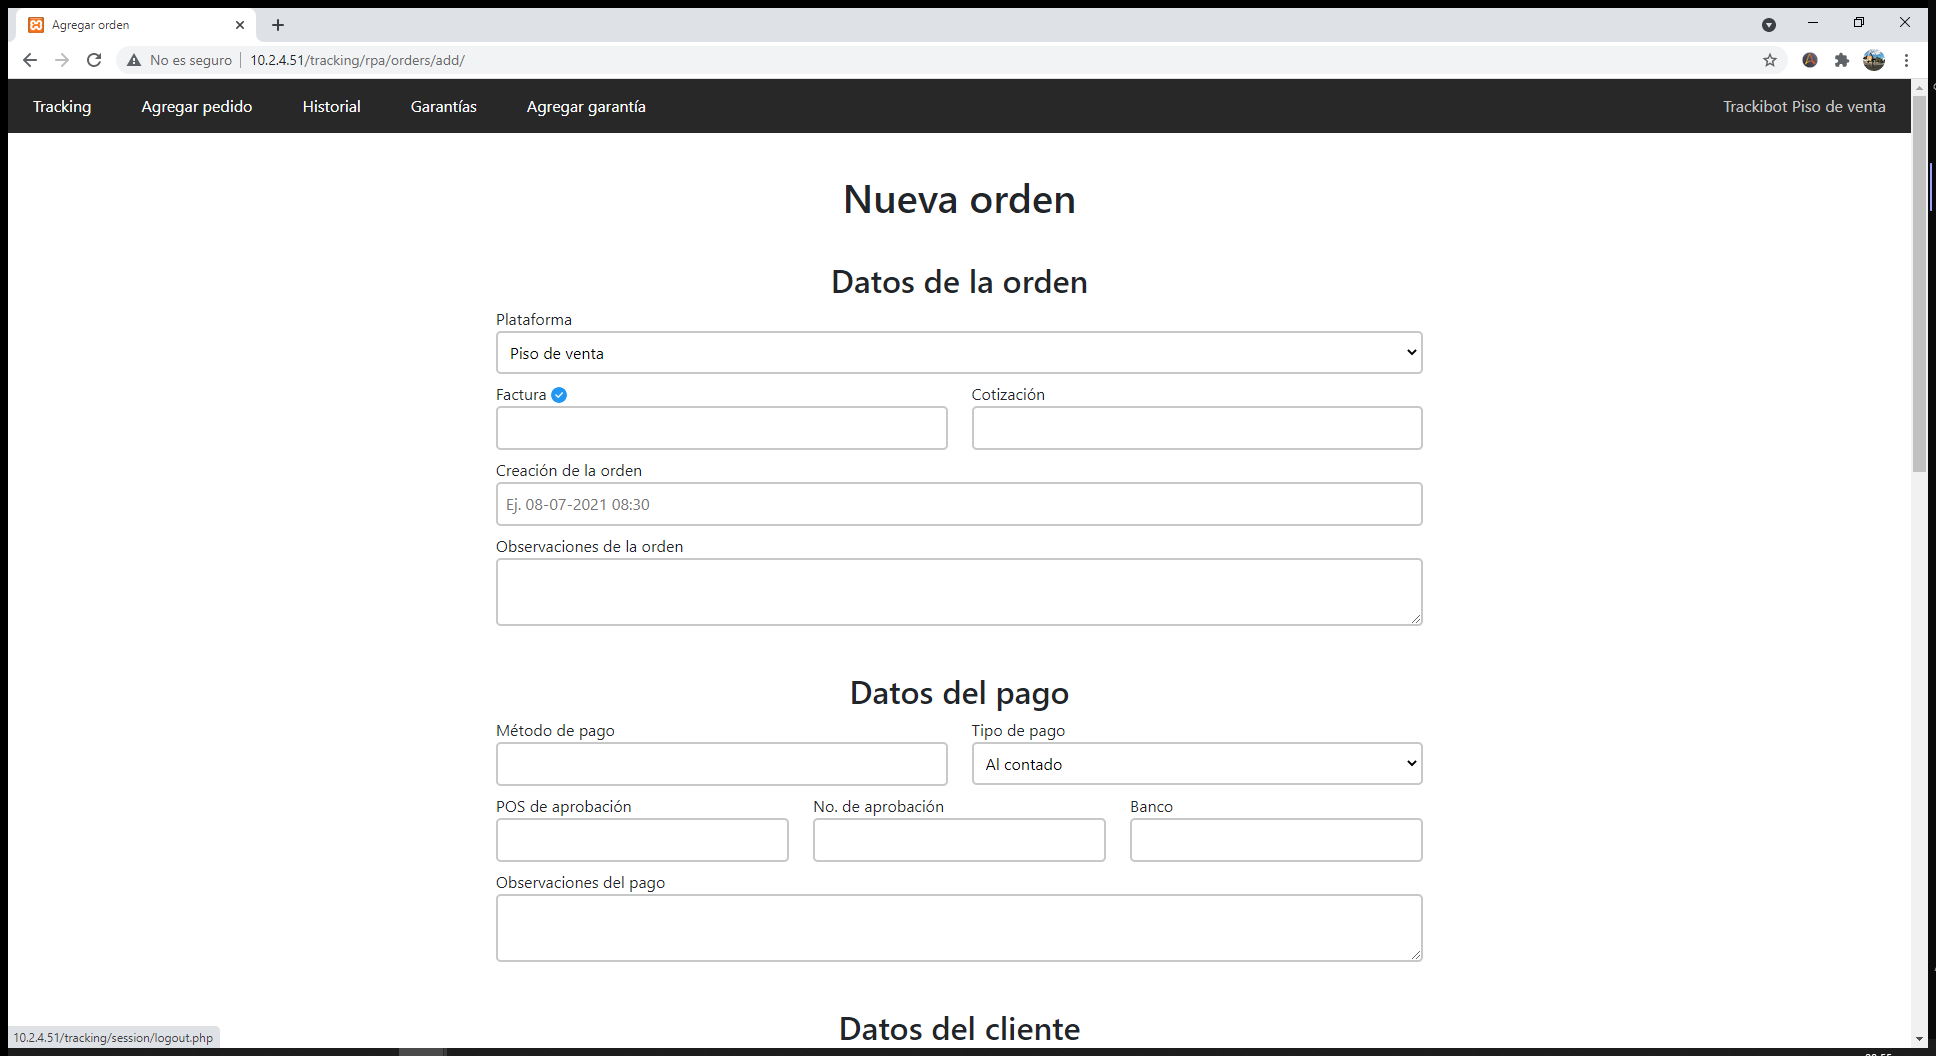 Agregar orden
No es seguro 10.2.4.51/tracking/rpa/orders/add/
Tracking Agregar pedido Historial Garantías Agregar garantía Trackibot Piso de venta
Nueva orden
Datos de la orden
Plataforma
Piso de venta
Factura Cotización
Creación de la orden
Ej. 08-07-2021 08:30
Observaciones de la orden
Datos del pago
Método de pago Tipo de pago
Al contado
POS de aprobación No. de aprobación Banco
Observaciones del pago
Datos del cliente
10.2.4.51/tracking/session/logout.php